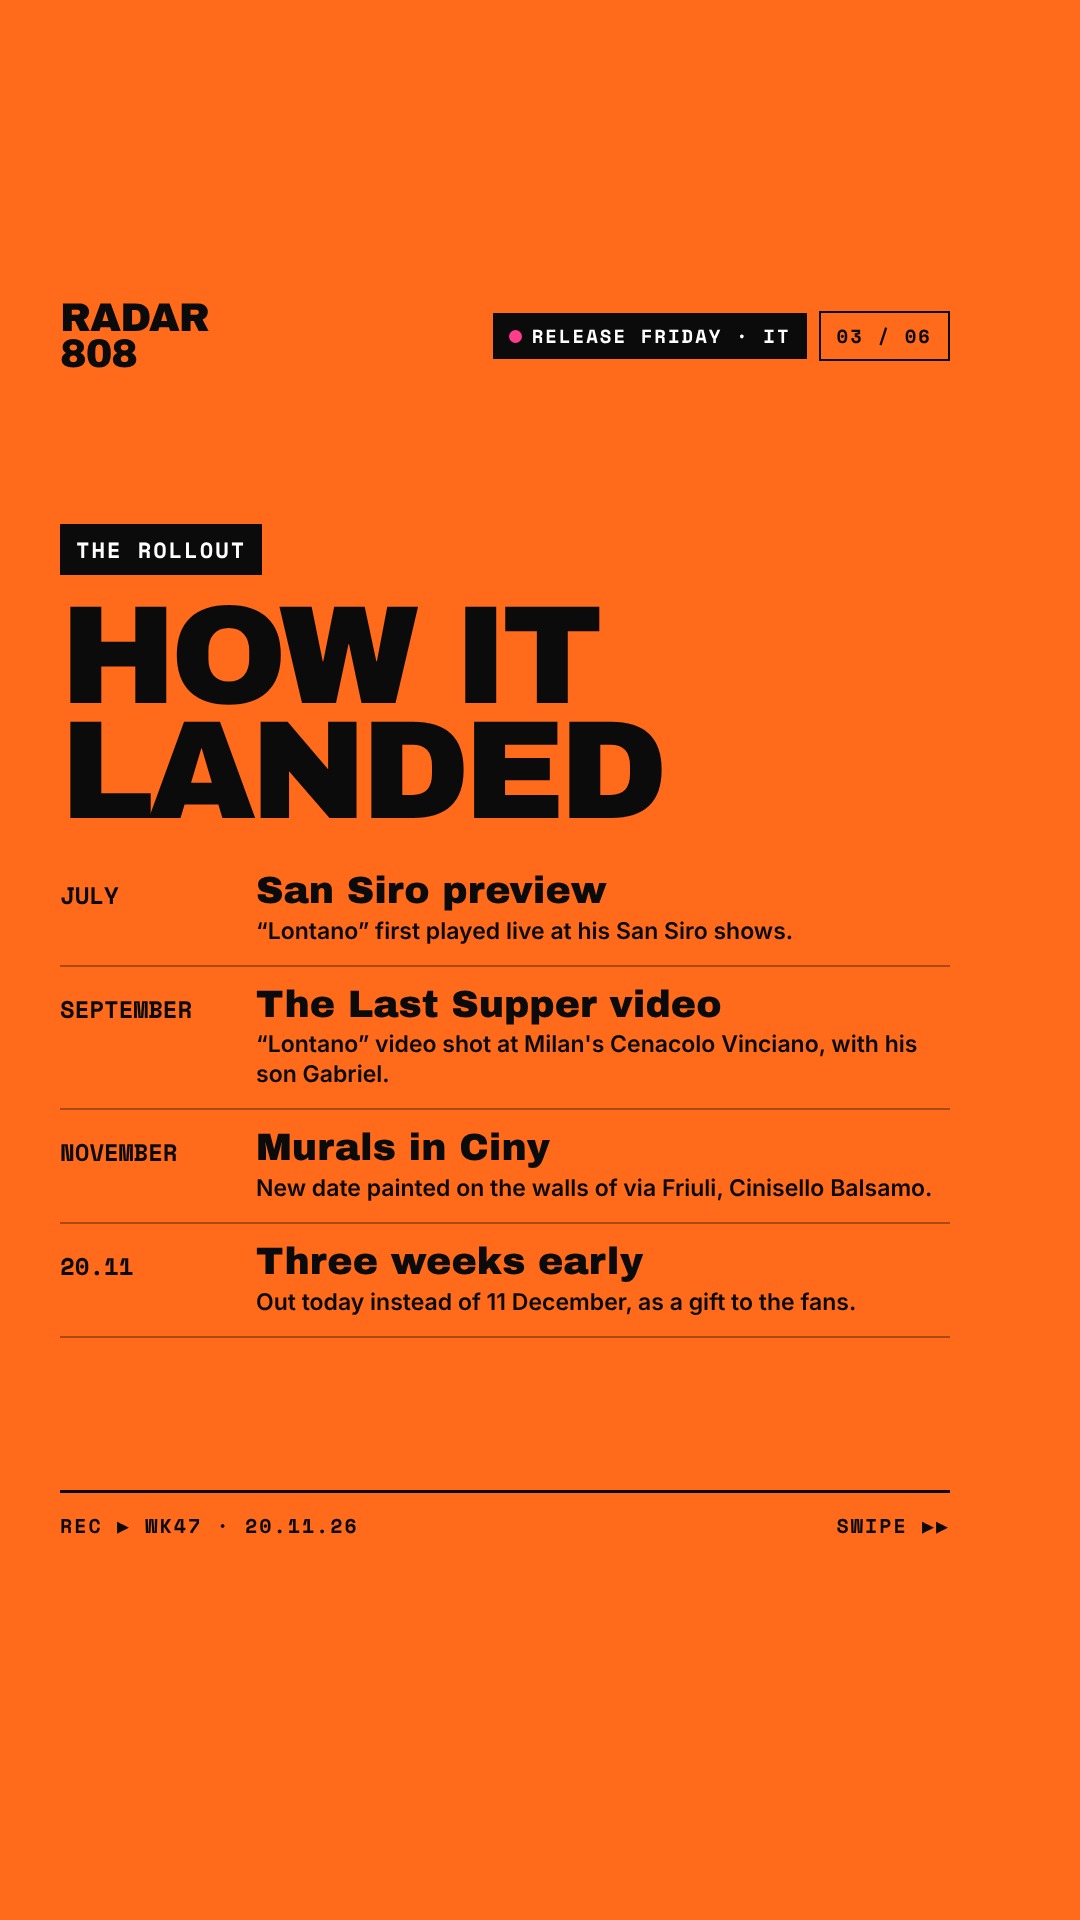 RADAR
808
RELEASE FRIDAY · IT
03 / 06
THE ROLLOUT
HOW IT
LANDED
JULY
San Siro preview
“Lontano” first played live at his San Siro shows.
SEPTEMBER
The Last Supper video
“Lontano” video shot at Milan's Cenacolo Vinciano, with his
son Gabriel.
NOVEMBER
Murals in Ciny
New date painted on the walls of via Friuli, Cinisello Balsamo.
20.11
Three weeks early
Out today instead of 11 December, as a gift to the fans.
REC ▶ WK47 · 20.11.26
SWIPE ▶▶